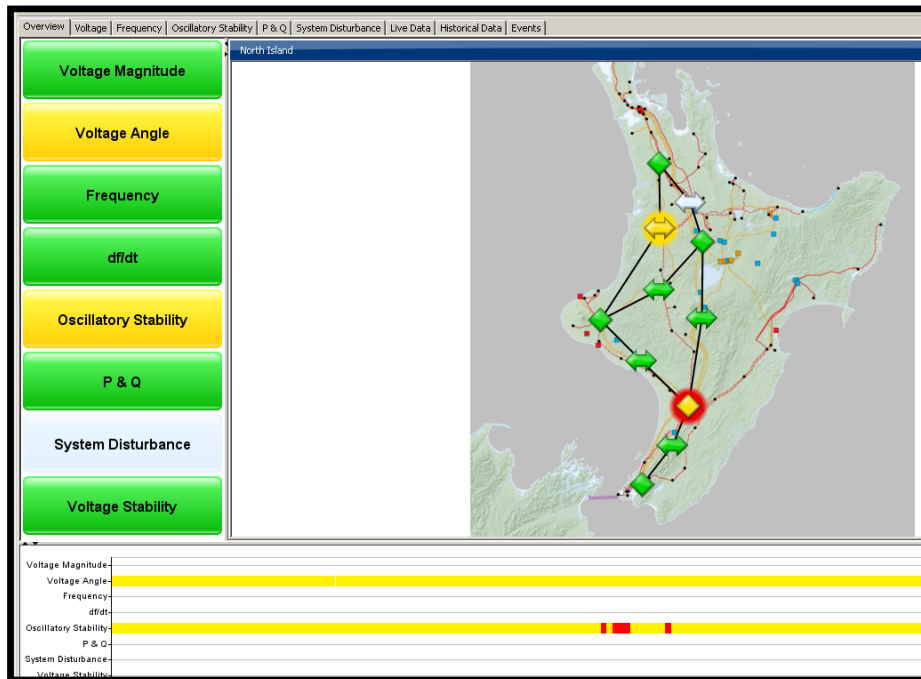 Overview Voltage Frequency Oscillatory Stability P & Q System Disturbance Live Data Historical Data Events
North Island
Voltage Magnitude
Voltage Angle
Frequency
df/dt
Oscillatory Stability
P & Q
System Disturbance
Voltage Stability
Voltage Magnitude
Voltage Angle
Frequency
df/dt
Oscillatory Stability
P & Q
System Disturbance
Voltage Stability